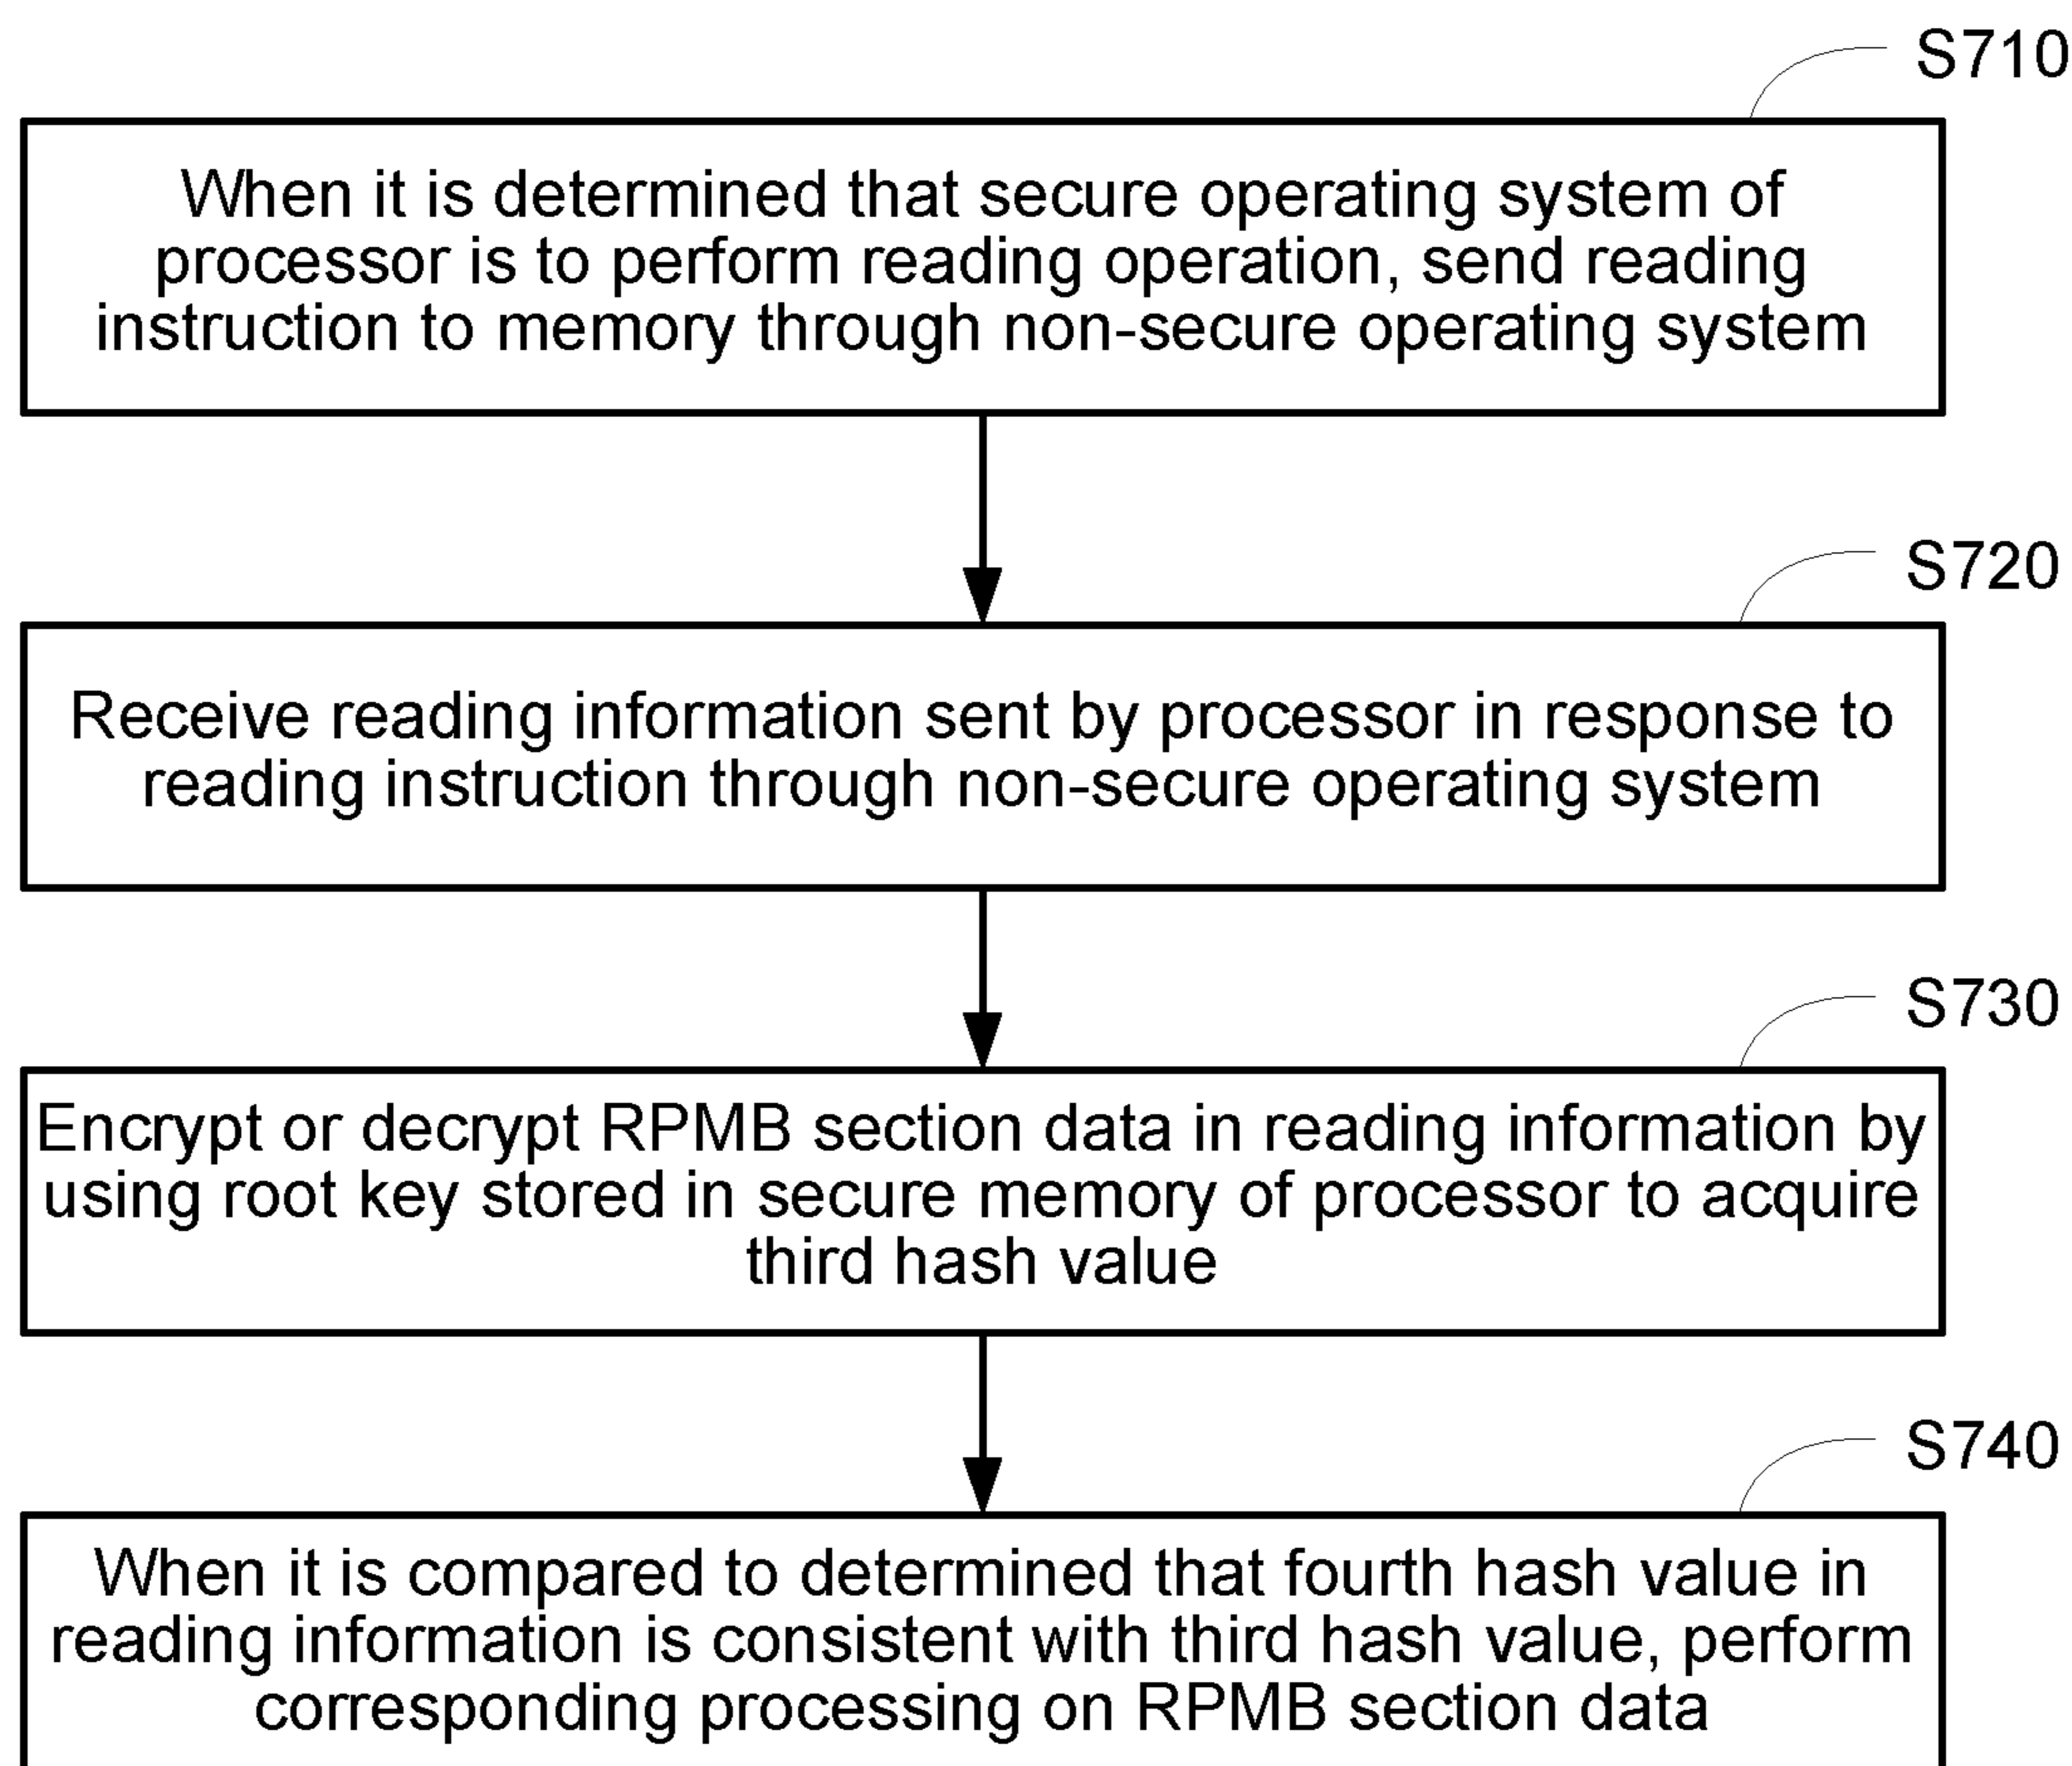 S710
When it is determined that secure operating system of
processor is to perform reading operation, send reading
instruction to memory through non-secure operating system
S720
Receive reading information sent by processor in response to
reading instruction through non-secure operating system
S730
Encrypt or decrypt RPMB section data in reading information by
using root key stored in secure memory of processor to acquire
third hash value
S740
When it is compared to determined that fourth hash value in
reading information is consistent with third hash value, perform
corresponding processing on RPMB section data